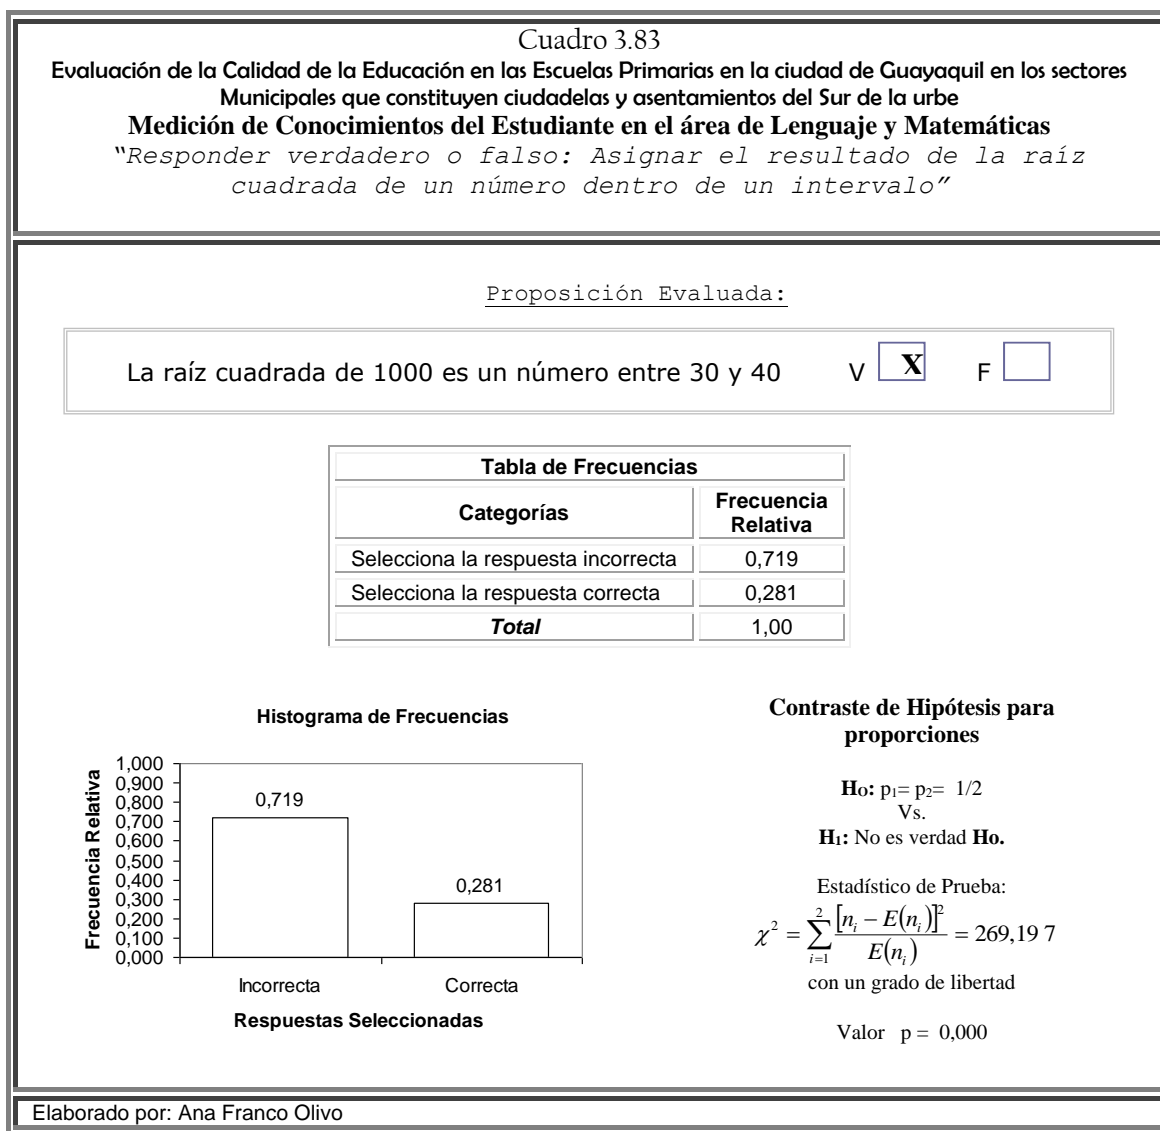 Cuadro 3.83
Evaluación de la Calidad de la Educación en las Escuelas Primarias en la ciudad de Guayaquil en los sectores
Municipales que constituyen ciudadelas y asentamientos del Sur de la urbe
Medición de Conocimientos del Estudiante en el área de Lenguaje y Matemáticas
“Responder verdadero o falso: Asignar el resultado de la raíz
cuadrada de un número dentro de un intervalo”
Proposición Evaluada:
La raíz cuadrada de 1000 es un número entre 30 y 40 V X F
Tabla de Frecuencias
Categorías Frecuencia Relativa
Selecciona la respuesta incorrecta 0,719
Selecciona la respuesta correcta 0,281
Total 1,00
Histograma de Frecuencias
Frecuencia Relativa
1,000
0,900
0,800
0,700
0,600
0,500
0,400
0,300
0,200
0,100
0,000
0,719
0,281
Incorrecta Correcta
Respuestas Seleccionadas
Contraste de Hipótesis para
proporciones
Ho: p₁= p₂= 1/2
Vs.
H₁: No es verdad Ho.
Estadístico de Prueba:
χ² = ∑_{i=1}^{2} [n_i − E(n_i)]² / E(n_i) = 269,19 7
con un grado de libertad
Valor p = 0,000
Elaborado por: Ana Franco Olivo